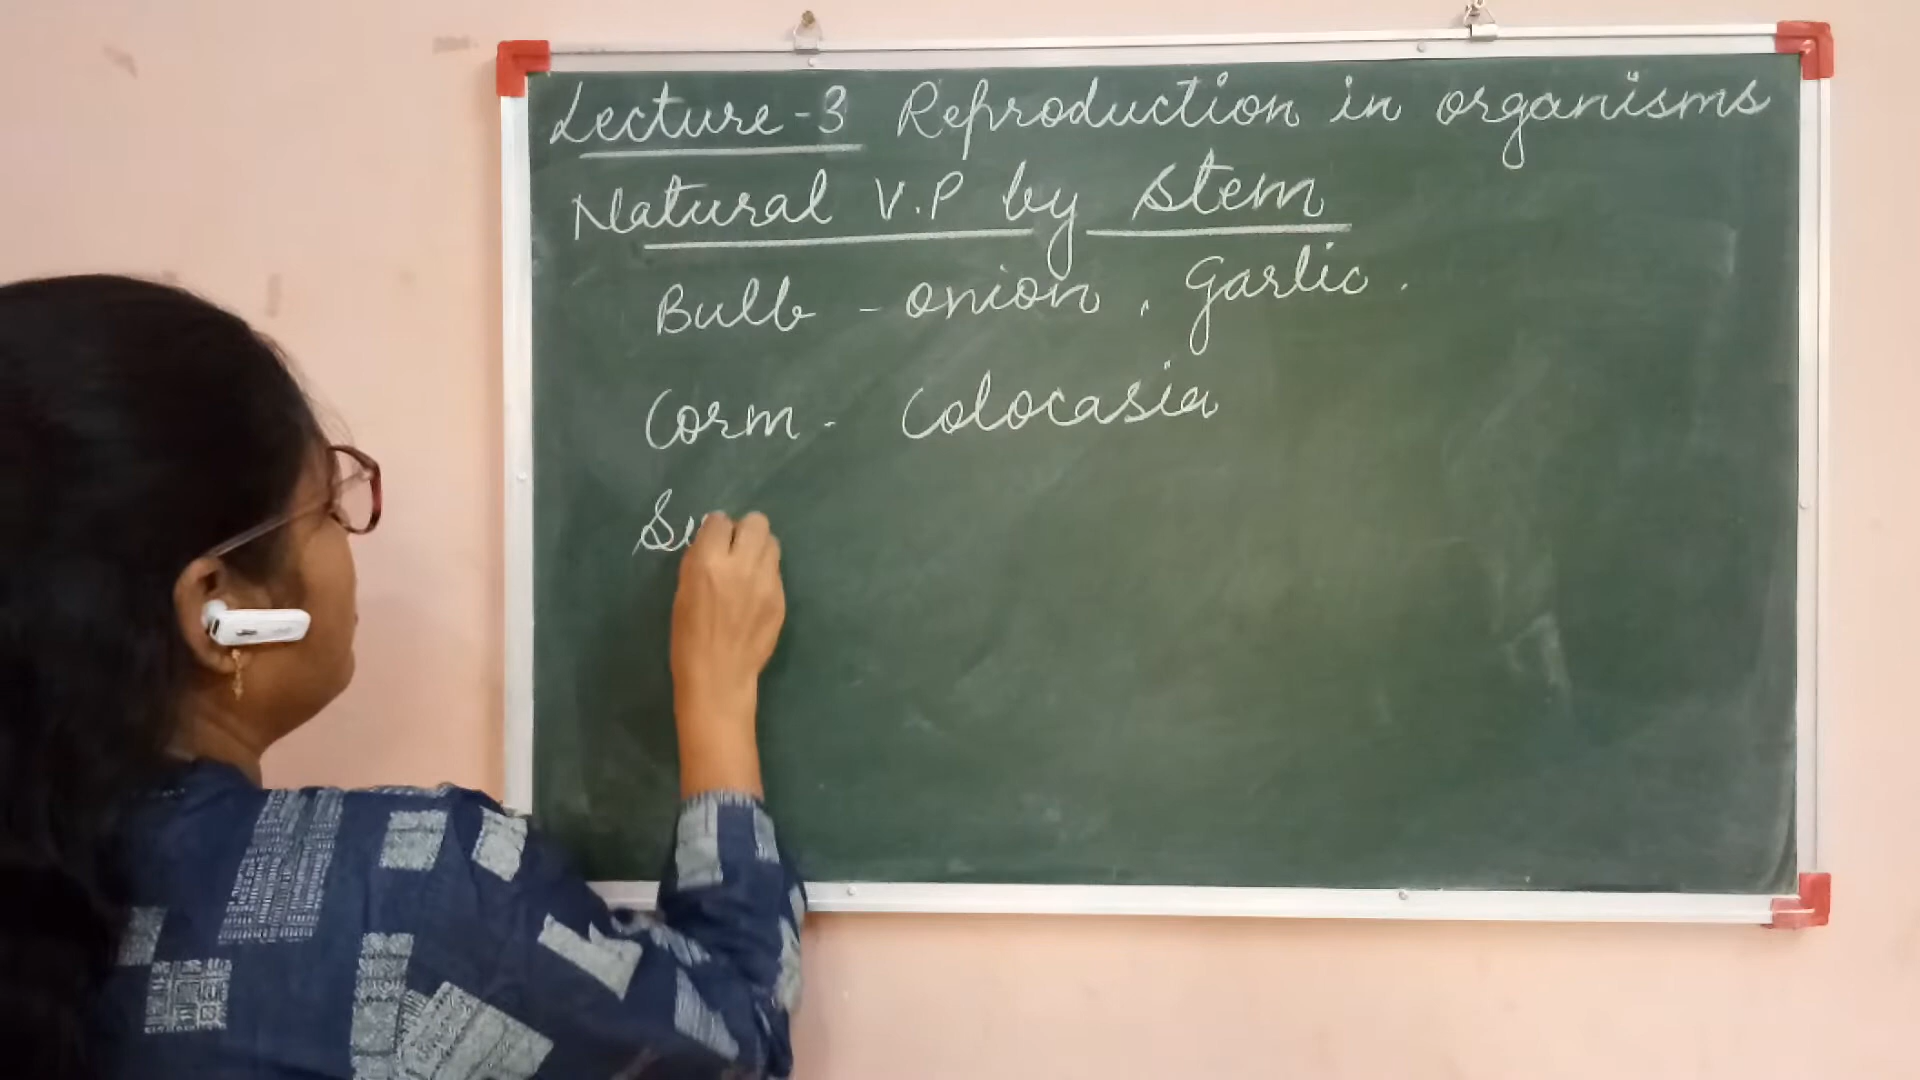 Lecture-3 Reproduction in organisms
Natural V.P by stem
Bulb - onion, Garlic.
Corm - Colocasia